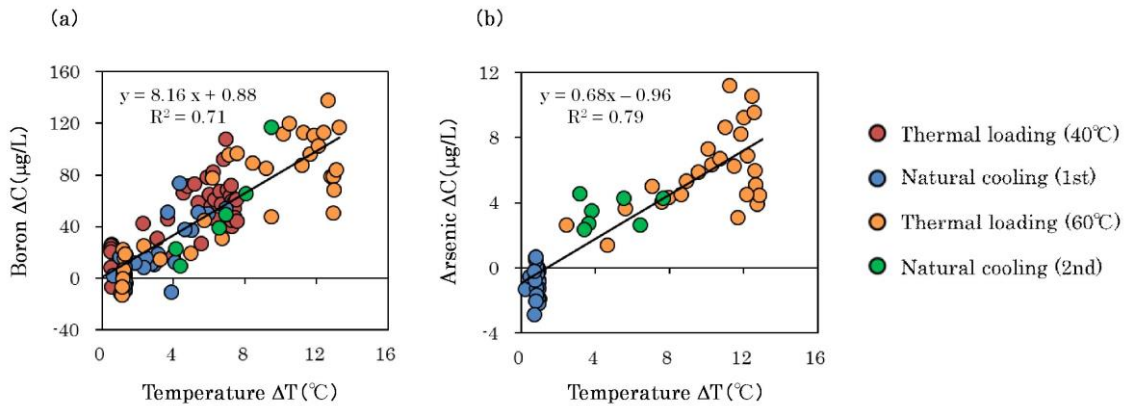 (a)
(b)
Boron ΔC (µg/L)
160
120
80
40
0
-40
y = 8.16 x + 0.88
R² = 0.71
0 4 8 12 16
Temperature ΔT (℃)
Arsenic ΔC (µg/L)
12
8
4
0
-4
y = 0.68x – 0.96
R² = 0.79
0 4 8 12 16
Temperature ΔT (℃)
Thermal loading (40℃)
Natural cooling (1st)
Thermal loading (60℃)
Natural cooling (2nd)